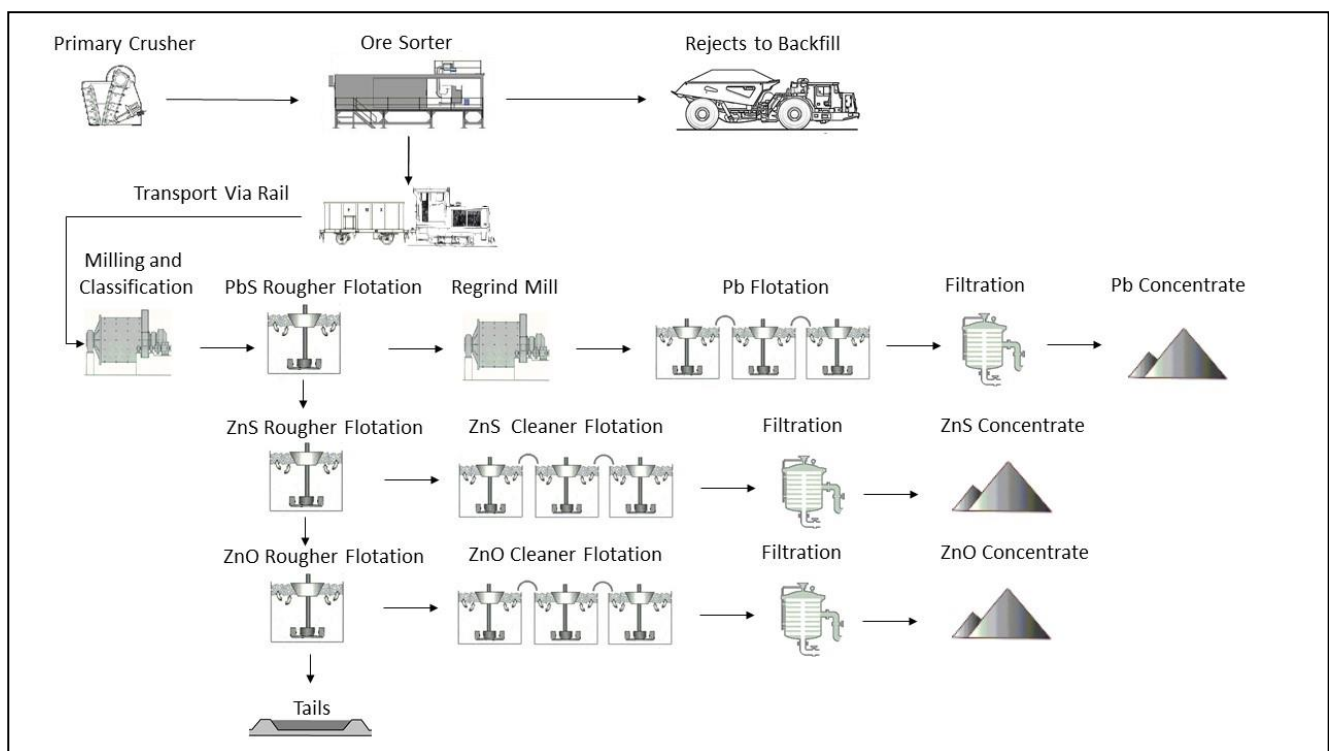 Primary Crusher
Ore Sorter
Rejects to Backfill
Transport Via Rail
Milling and
Classification
PbS Rougher Flotation
Regrind Mill
Pb Flotation
Filtration
Pb Concentrate
ZnS Rougher Flotation
ZnS Cleaner Flotation
Filtration
ZnS Concentrate
ZnO Rougher Flotation
ZnO Cleaner Flotation
Filtration
ZnO Concentrate
Tails